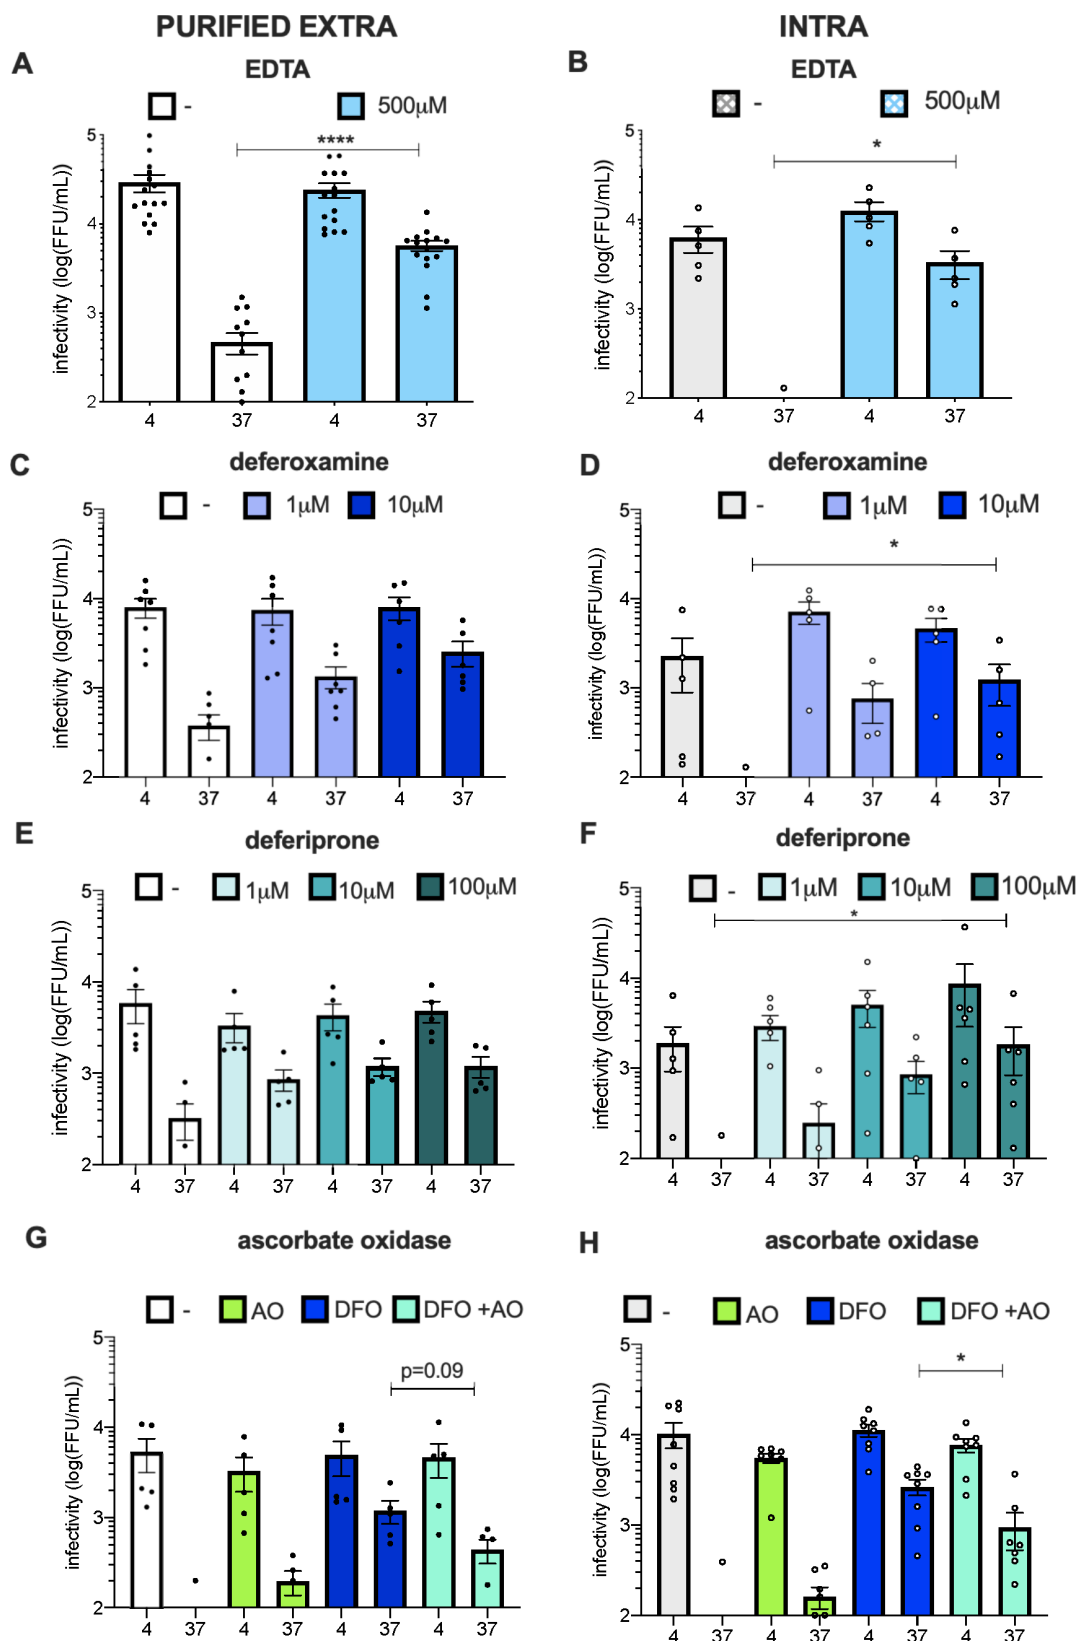 PURIFIED EXTRA
INTRA
A
EDTA
- 500μM
****
infectivity (log(FFU/mL))
5
4
3
2
4 37 4 37
B
EDTA
- 500μM
*
infectivity (log(FFU/mL))
5
4
3
2
4 37 4 37
C
deferoxamine
- 1μM 10μM
infectivity (log(FFU/mL))
5
4
3
2
4 37 4 37 4 37
D
deferoxamine
- 1μM 10μM
*
infectivity (log(FFU/mL))
5
4
3
2
4 37 4 37 4 37
E
deferiprone
- 1μM 10μM 100μM
infectivity (log(FFU/mL))
5
4
3
2
4 37 4 37 4 37 4 37
F
deferiprone
- 1μM 10μM 100μM
*
infectivity (log(FFU/mL))
5
4
3
2
4 37 4 37 4 37 4 37
G
ascorbate oxidase
- AO DFO DFO +AO
p=0.09
infectivity (log(FFU/mL))
5
4
3
2
4 37 4 37 4 37 4 37
H
ascorbate oxidase
- AO DFO DFO +AO
*
infectivity (log(FFU/mL))
5
4
3
2
4 37 4 37 4 37 4 37